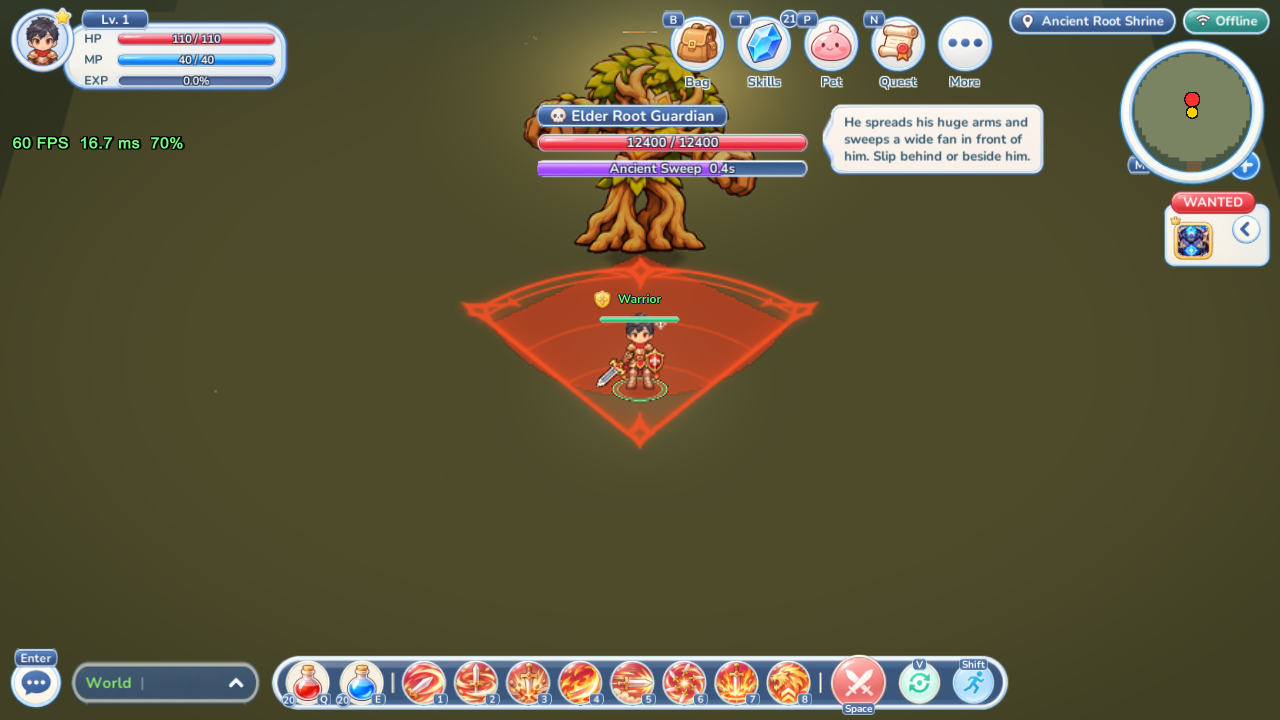 Lv. 1
HP 110 / 110
MP 40 / 40
EXP 0.0%
60 FPS 16.7 ms 70%
B
Bag
T
Skills
21
P
Pet
N
Quest
More
Ancient Root Shrine
Offline
M
WANTED
Elder Root Guardian
12400 / 12400
Ancient Sweep 0.4s
He spreads his huge arms and
sweeps a wide fan in front of
him. Slip behind or beside him.
Warrior
Enter
World
20 Q
20 E
1
2
3
4
5
6
7
8
Space
V
Shift